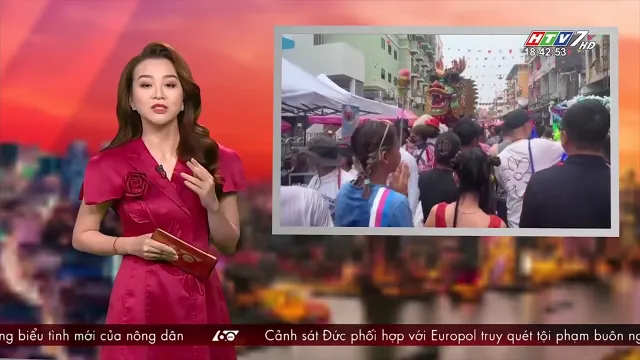 HTV7 HD
18:42:53
ng biểu tình mới của nông dân 60 Cảnh sát Đức phối hợp với Europol truy quét tội phạm buôn ng